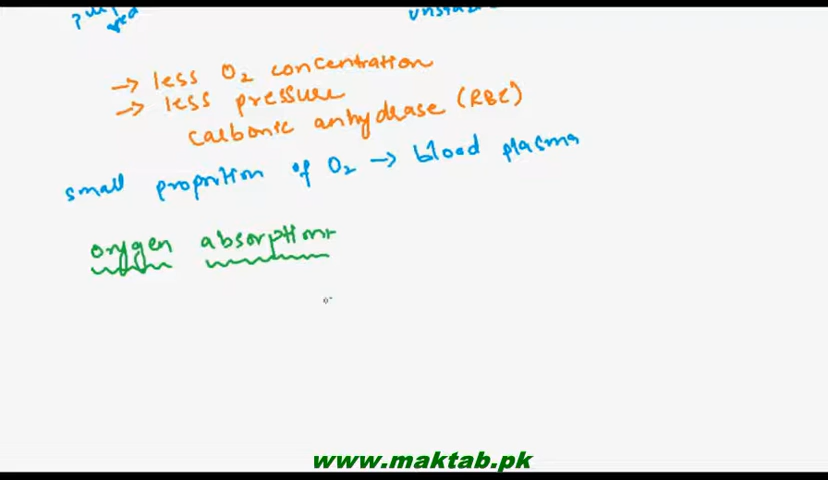 → less O₂ concentration
→ less pressure
carbonic anhydrase (RBC)
small proportion of O₂ → blood plasma
oxygen absorption:
www.maktab.pk